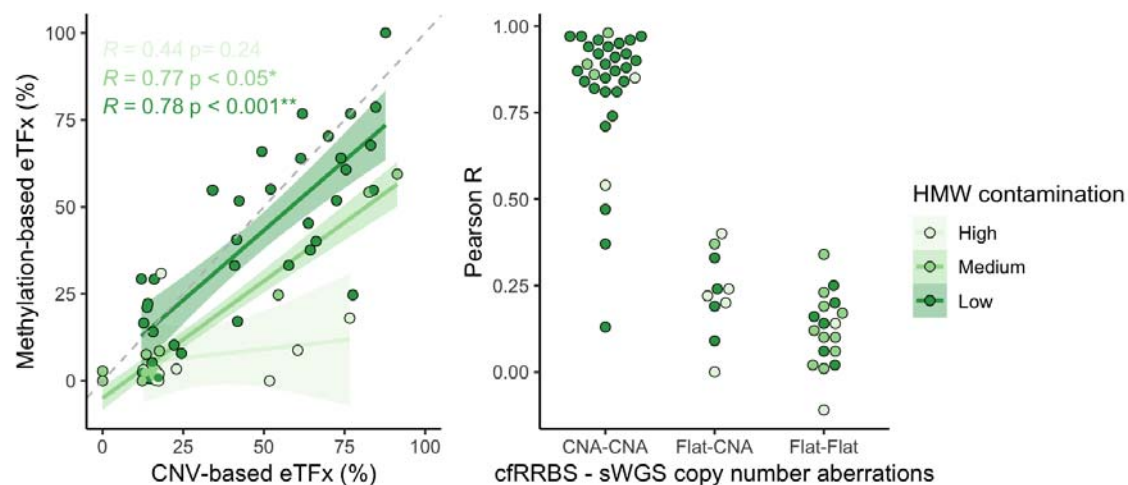 100
75
50
25
0
Methylation-based eTFx (%)
R = 0.44 p= 0.24
R = 0.77 p < 0.05*
R = 0.78 p < 0.001**
0
25
50
75
100
CNV-based eTFx (%)
1.00
0.75
0.50
0.25
0.00
Pearson R
CNA-CNA
Flat-CNA
Flat-Flat
cfRRBS - sWGS copy number aberrations
HMW contamination
High
Medium
Low